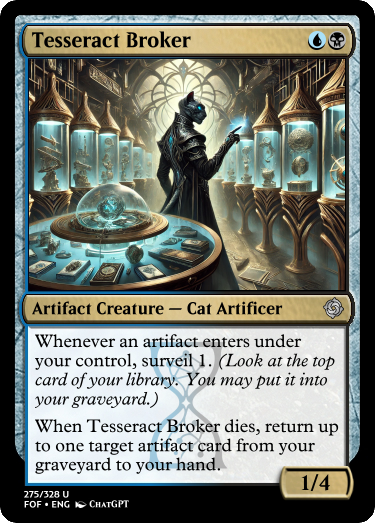 Tesseract Broker
Artifact Creature — Cat Artificer
Whenever an artifact enters under
your control, surveil 1. (Look at the top
card of your library. You may put it into
your graveyard.)
When Tesseract Broker dies, return up
to one target artifact card from your
graveyard to your hand.
1/4
275/328 U
FOF • ENG ChatGPT